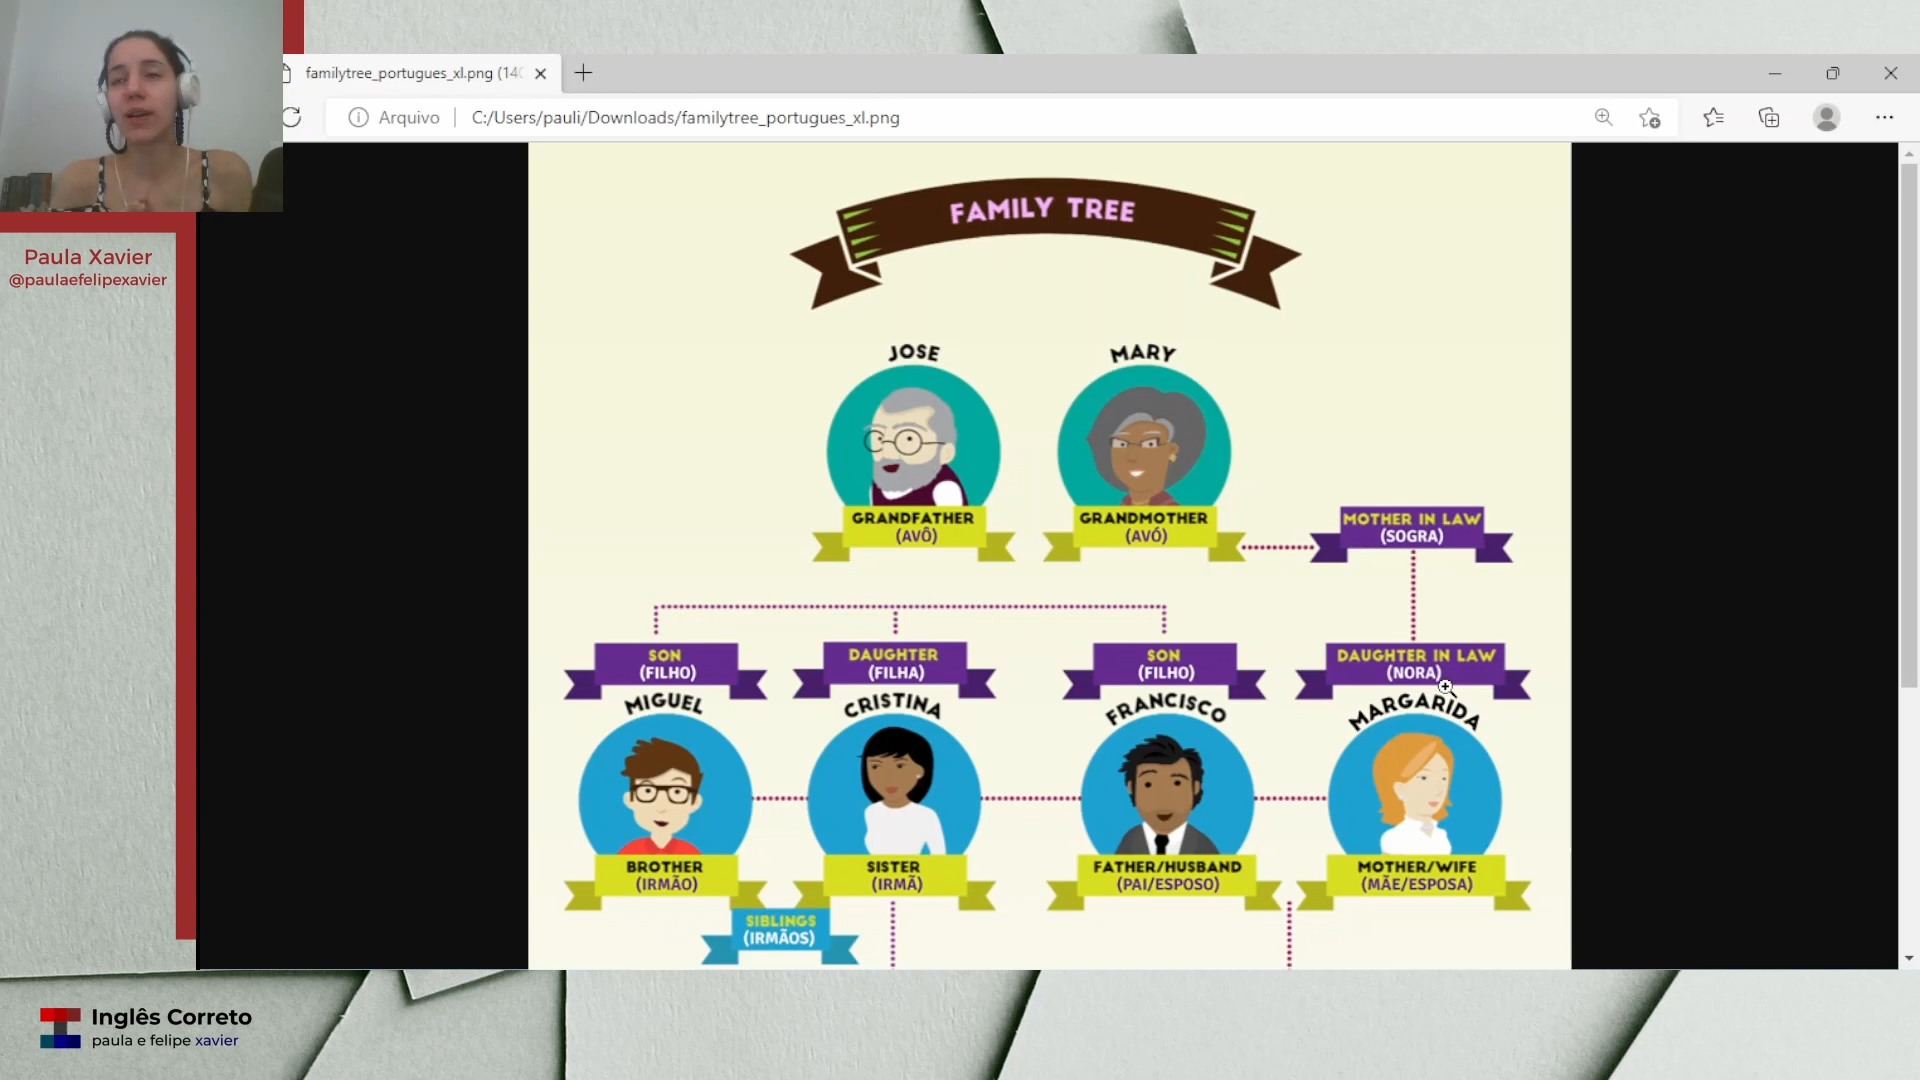 familytree_portugues_xl.png (140
Arquivo
C:/Users/pauli/Downloads/familytree_portugues_xl.png
Paula Xavier
@paulaefelipexavier
FAMILY TREE
JOSE
MARY
GRANDFATHER
(AVÔ)
GRANDMOTHER
(AVÓ)
MOTHER IN LAW
(SOGRA)
SON
(FILHO)
DAUGHTER
(FILHA)
SON
(FILHO)
DAUGHTER IN LAW
(NORA)
MIGUEL
CRISTINA
FRANCISCO
MARGARIDA
BROTHER
(IRMÃO)
SISTER
(IRMÃ)
FATHER/HUSBAND
(PAI/ESPOSO)
MOTHER/WIFE
(MÃE/ESPOSA)
SIBLINGS
(IRMÃOS)
Inglês Correto
paula e felipe xavier